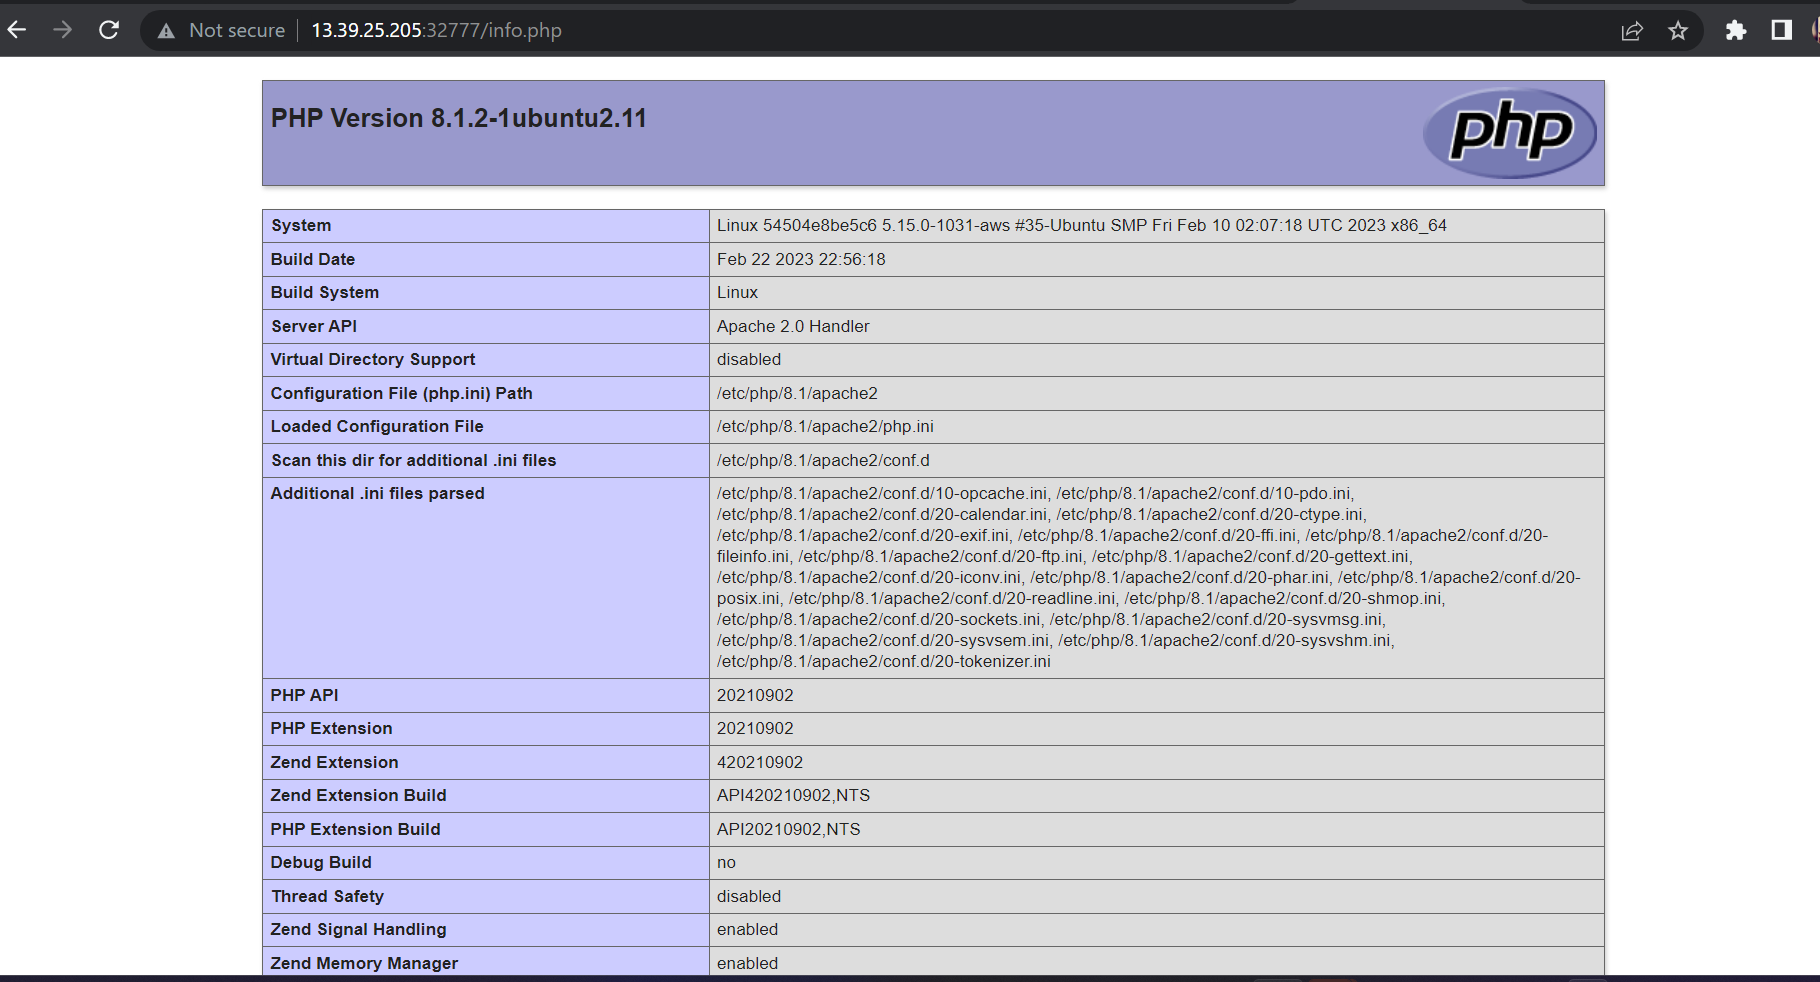 Not secure 13.39.25.205:32777/info.php
PHP Version 8.1.2-1ubuntu2.11
php
System Linux 54504e8be5c6 5.15.0-1031-aws #35-Ubuntu SMP Fri Feb 10 02:07:18 UTC 2023 x86_64
Build Date Feb 22 2023 22:56:18
Build System Linux
Server API Apache 2.0 Handler
Virtual Directory Support disabled
Configuration File (php.ini) Path /etc/php/8.1/apache2
Loaded Configuration File /etc/php/8.1/apache2/php.ini
Scan this dir for additional .ini files /etc/php/8.1/apache2/conf.d
Additional .ini files parsed /etc/php/8.1/apache2/conf.d/10-opcache.ini, /etc/php/8.1/apache2/conf.d/10-pdo.ini,
/etc/php/8.1/apache2/conf.d/20-calendar.ini, /etc/php/8.1/apache2/conf.d/20-ctype.ini,
/etc/php/8.1/apache2/conf.d/20-exif.ini, /etc/php/8.1/apache2/conf.d/20-ffi.ini, /etc/php/8.1/apache2/conf.d/20-
fileinfo.ini, /etc/php/8.1/apache2/conf.d/20-ftp.ini, /etc/php/8.1/apache2/conf.d/20-gettext.ini,
/etc/php/8.1/apache2/conf.d/20-iconv.ini, /etc/php/8.1/apache2/conf.d/20-phar.ini, /etc/php/8.1/apache2/conf.d/20-
posix.ini, /etc/php/8.1/apache2/conf.d/20-readline.ini, /etc/php/8.1/apache2/conf.d/20-shmop.ini,
/etc/php/8.1/apache2/conf.d/20-sockets.ini, /etc/php/8.1/apache2/conf.d/20-sysvmsg.ini,
/etc/php/8.1/apache2/conf.d/20-sysvsem.ini, /etc/php/8.1/apache2/conf.d/20-sysvshm.ini,
/etc/php/8.1/apache2/conf.d/20-tokenizer.ini
PHP API 20210902
PHP Extension 20210902
Zend Extension 420210902
Zend Extension Build API420210902,NTS
PHP Extension Build API20210902,NTS
Debug Build no
Thread Safety disabled
Zend Signal Handling enabled
Zend Memory Manager enabled